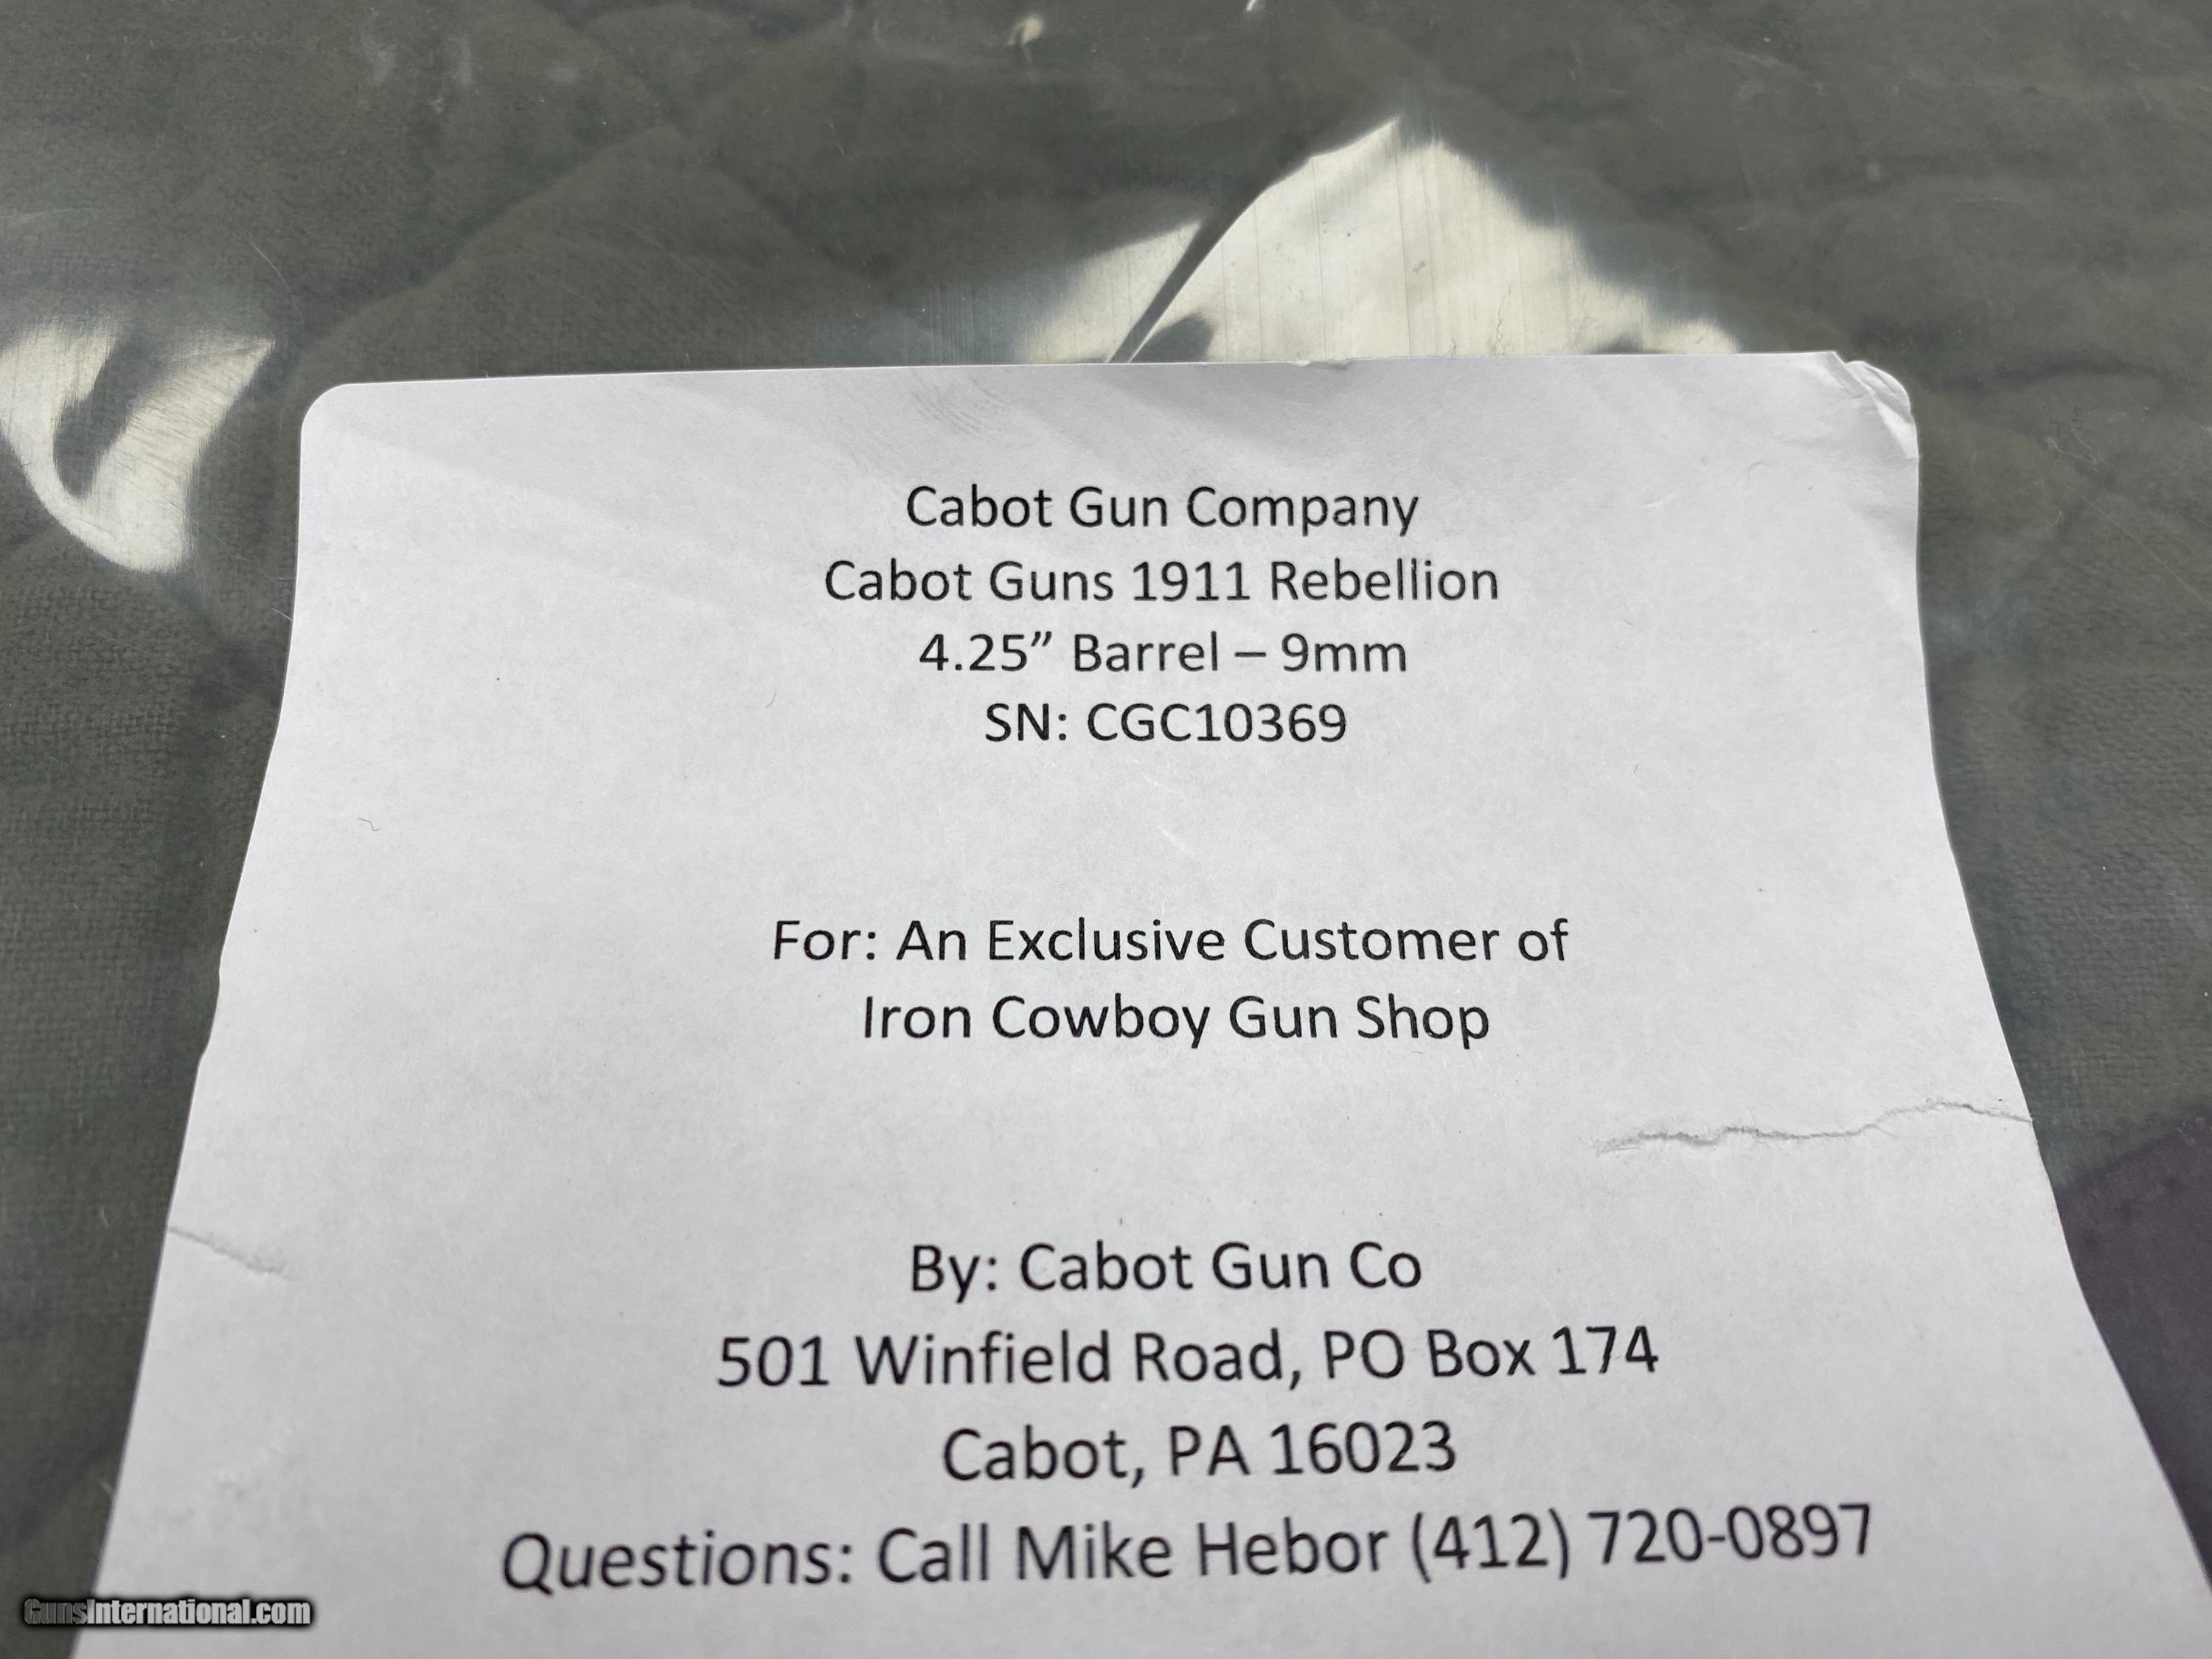 Cabot Gun Company
Cabot Guns 1911 Rebellion
4.25” Barrel – 9mm
SN: CGC10369
For: An Exclusive Customer of
Iron Cowboy Gun Shop
By: Cabot Gun Co
501 Winfield Road, PO Box 174
Cabot, PA 16023
Questions: Call Mike Hebor (412) 720-0897
GunsInternational.com